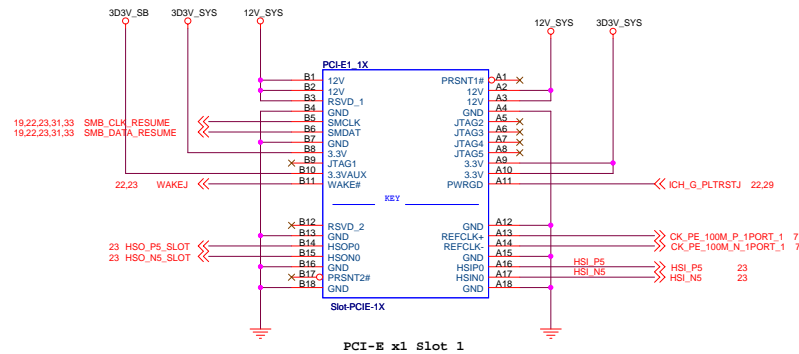 3D3V_SB 3D3V_SYS 12V_SYS 12V_SYS 3D3V_SYS
PCI-E1_1X
B1 12V PRSNT1# A1
B2 12V 12V A2
B3 RSVD_1 12V A3
B4 GND GND A4
19,22,23,31,33 SMB_CLK_RESUME B5 SMCLK JTAG2 A5
19,22,23,31,33 SMB_DATA_RESUME B6 SMDAT JTAG3 A6
B7 GND JTAG4 A7
B8 3.3V JTAG5 A8
B9 JTAG1 3.3V A9
B10 3.3VAUX 3.3V A10
22,23 WAKEJ B11 WAKE# PWRGD A11 ICH_G_PLTRSTJ 22,29
KEY
B12 RSVD_2 GND A12
B13 GND REFCLK+ A13 CK_PE_100M_P_1PORT_1 7
23 HSO_P5_SLOT B14 HSOP0 REFCLK- A14 CK_PE_100M_N_1PORT_1 7
23 HSO_N5_SLOT B15 HSON0 GND A15
B16 GND HSIP0 A16 HSI_P5 HSI_P5 23
B17 PRSNT2# HSIN0 A17 HSI_N5 HSI_N5 23
B18 GND GND A18
Slot-PCIE-1X
PCI-E x1 Slot 1